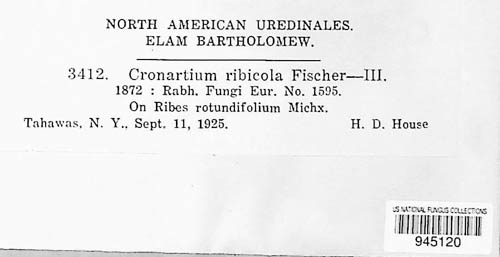 NORTH AMERICAN UREDINALES.
ELAM BARTHOLOMEW.
3412. Cronartium ribicola Fischer—III.
1872 : Rabh. Fungi Eur. No. 1595.
On Ribes rotundifolium Michx.
Tahawas, N. Y., Sept. 11, 1925. H. D. House
US NATIONAL FUNGUS COLLECTIONS
945120